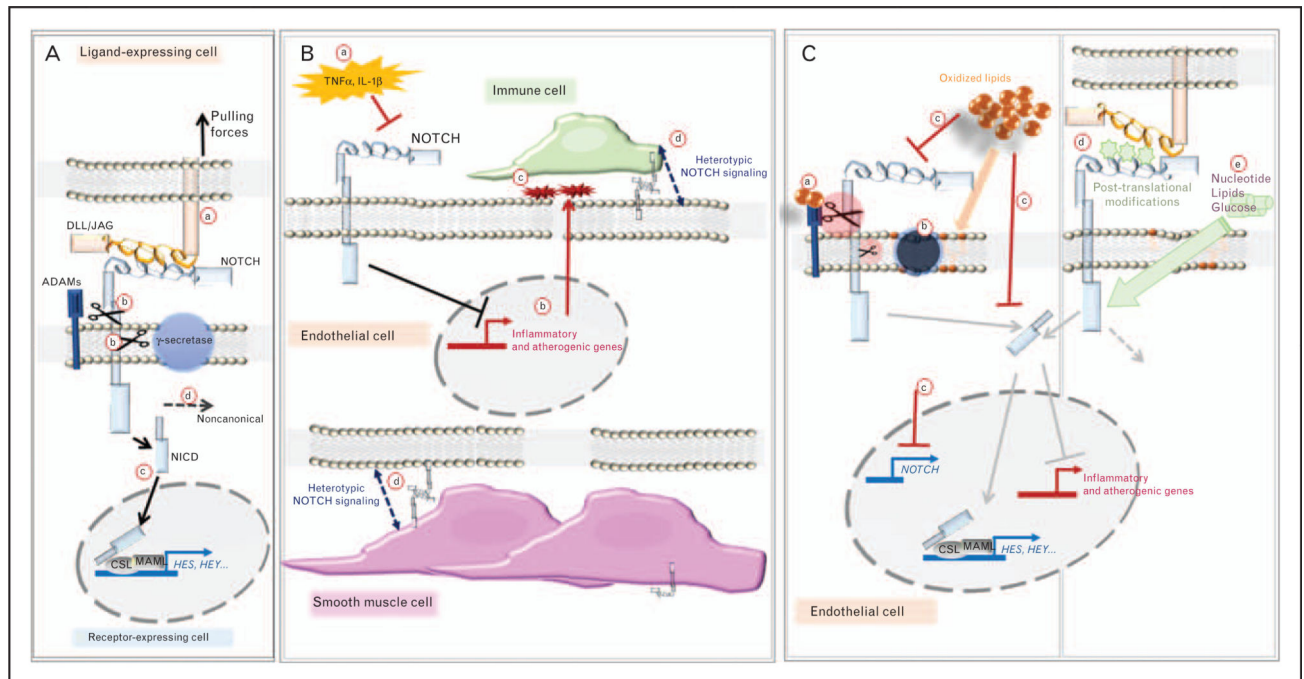 A
Ligand-expressing cell
Pulling
forces
a
DLL/JAG
NOTCH
ADAMs
b
b
γ-secretase
d
Noncanonical
NICD
c
CSL
MAML
HES, HEY...
Receptor-expressing cell
B
a
TNFα, IL-1β
Immune cell
NOTCH
d
Heterotypic
NOTCH signaling
c
b
Endothelial cell
Inflammatory
and atherogenic genes
d
Heterotypic
NOTCH signaling
Smooth muscle cell
C
Oxidized lipids
c
a
b
c
d
Post-translational
modifications
e
Nucleotide
Lipids
Glucose
c
NOTCH
Inflammatory
and atherogenic genes
CSL
MAML
HES, HEY...
Endothelial cell